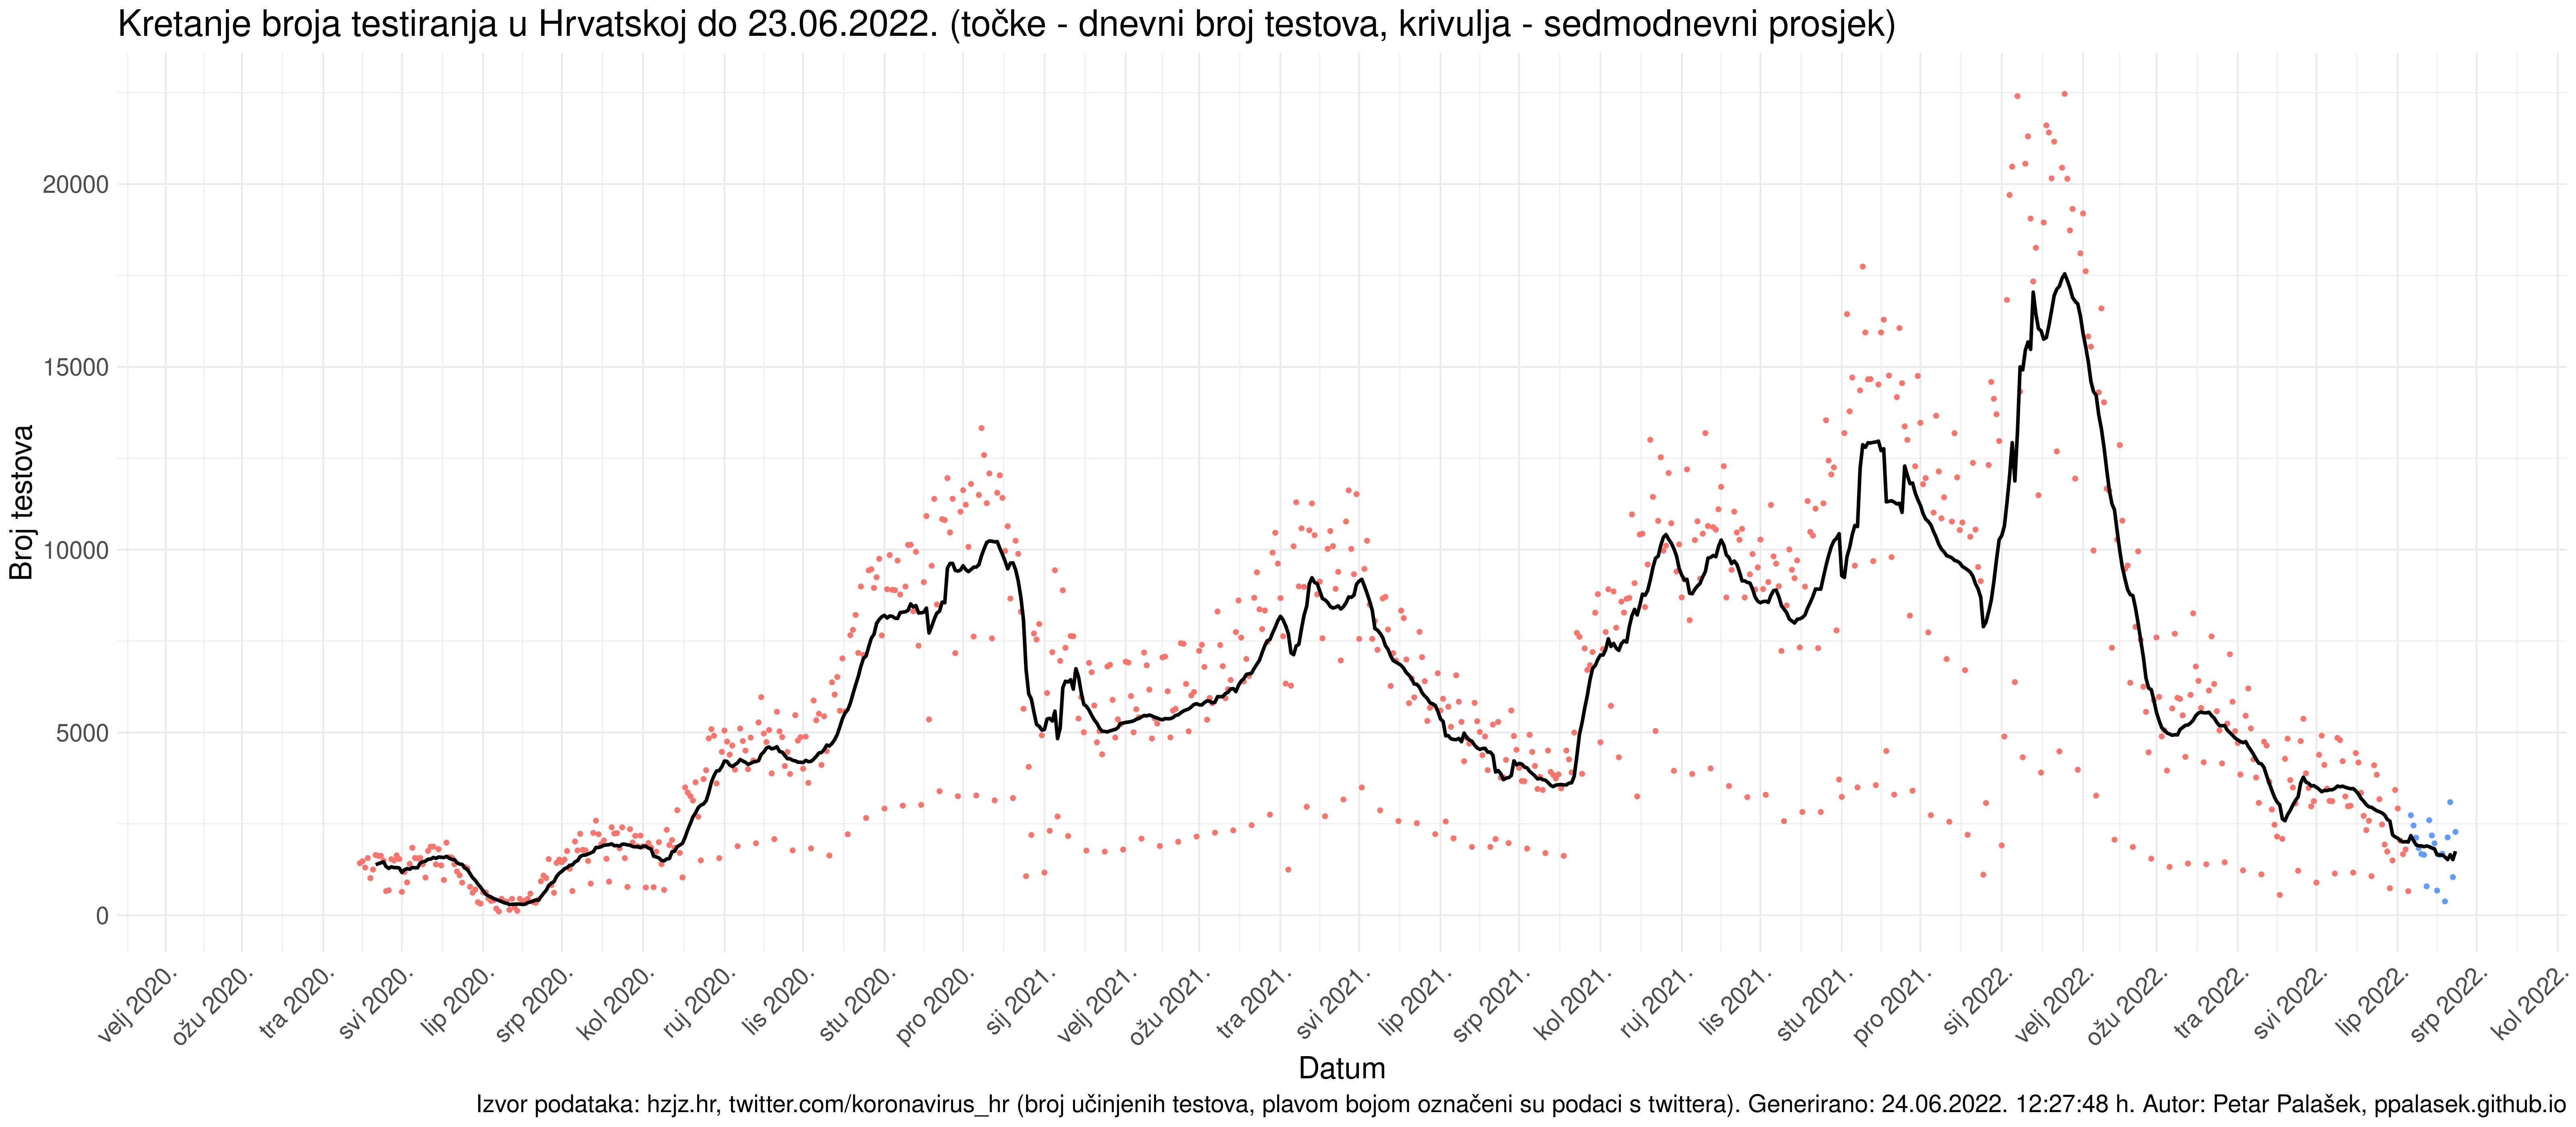 Kretanje broja testiranja u Hrvatskoj do 23.06.2022. (točke - dnevni broj testova, krivulja - sedmodnevni prosjek)
Broj testova
20000
15000
10000
5000
0
velj 2020.
ožu 2020.
tra 2020.
svi 2020.
lip 2020.
srp 2020.
kol 2020.
ruj 2020.
lis 2020.
stu 2020.
pro 2020.
sij 2021.
velj 2021.
ožu 2021.
tra 2021.
svi 2021.
lip 2021.
srp 2021.
kol 2021.
ruj 2021.
lis 2021.
stu 2021.
pro 2021.
sij 2022.
velj 2022.
ožu 2022.
tra 2022.
svi 2022.
lip 2022.
srp 2022.
kol 2022.
Datum
Izvor podataka: hzjz.hr, twitter.com/koronavirus_hr (broj učinjenih testova, plavom bojom označeni su podaci s twittera). Generirano: 24.06.2022. 12:27:48 h. Autor: Petar Palašek, ppalasek.github.io